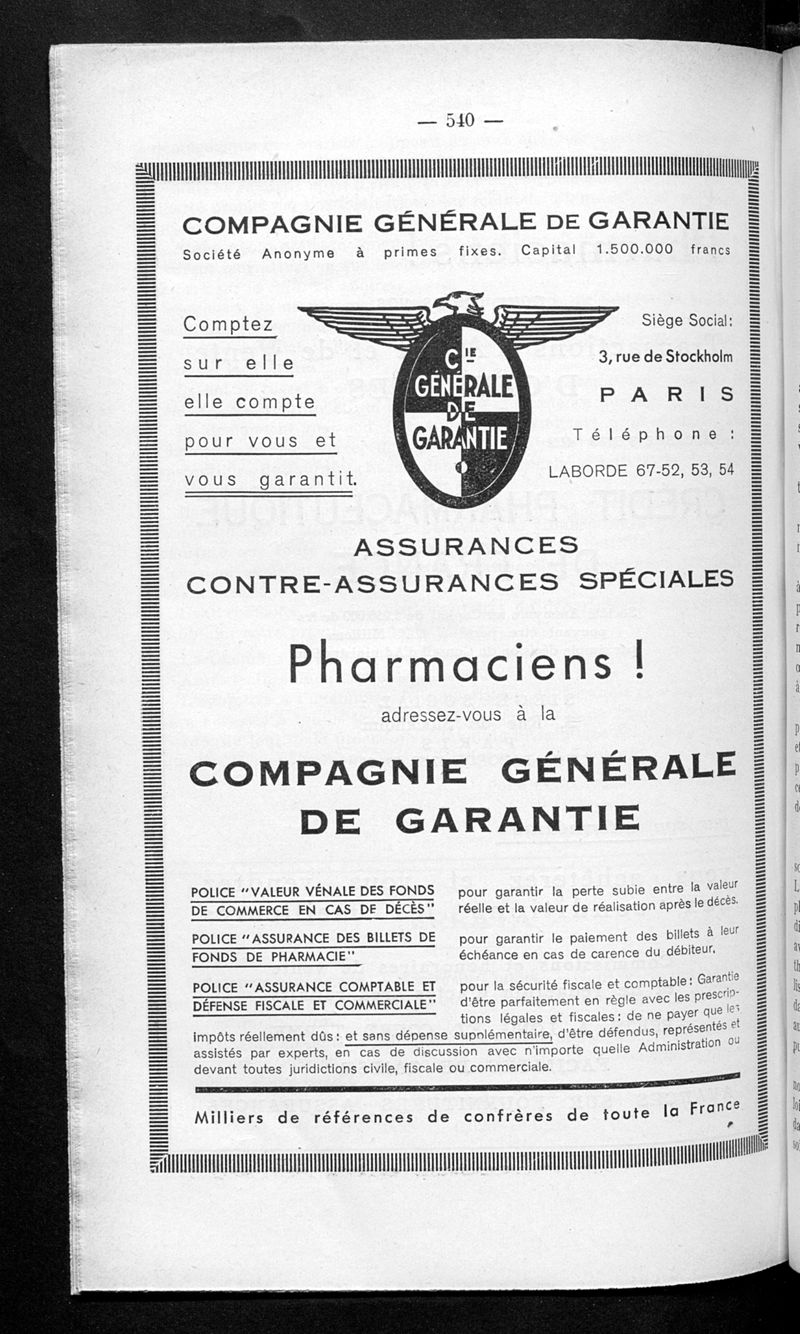 — 540 —
COMPAGNIE GÉNÉRALE DE GARANTIE
Société Anonyme à primes fixes. Capital 1.500.000 francs
Comptez
sur elle
elle compte
pour vous et
vous garantit.
CIE
GÉNÉRALE
DE
GARANTIE
Siège Social:
3, rue de Stockholm
PARIS
Téléphone :
LABORDE 67-52, 53, 54
ASSURANCES
CONTRE-ASSURANCES SPÉCIALES
Pharmaciens !
adressez-vous à la
COMPAGNIE GÉNÉRALE
DE GARANTIE
POLICE "VALEUR VÉNALE DES FONDS
DE COMMERCE EN CAS DE DÉCÈS"
pour garantir la perte subie entre la valeur
réelle et la valeur de réalisation après le décès.
POLICE "ASSURANCE DES BILLETS DE
FONDS DE PHARMACIE"
pour garantir le paiement des billets à leur
échéance en cas de carence du débiteur.
POLICE "ASSURANCE COMPTABLE ET
DÉFENSE FISCALE ET COMMERCIALE"
pour la sécurité fiscale et comptable: Garantie
d'être parfaitement en règle avec les prescrip-
tions légales et fiscales: de ne payer que les
impôts réellement dûs: et sans dépense supplémentaire, d'être défendus, représentés et
assistés par experts, en cas de discussion avec n'importe quelle Administration ou
devant toutes juridictions civile, fiscale ou commerciale.
Milliers de références de confrères de toute la France